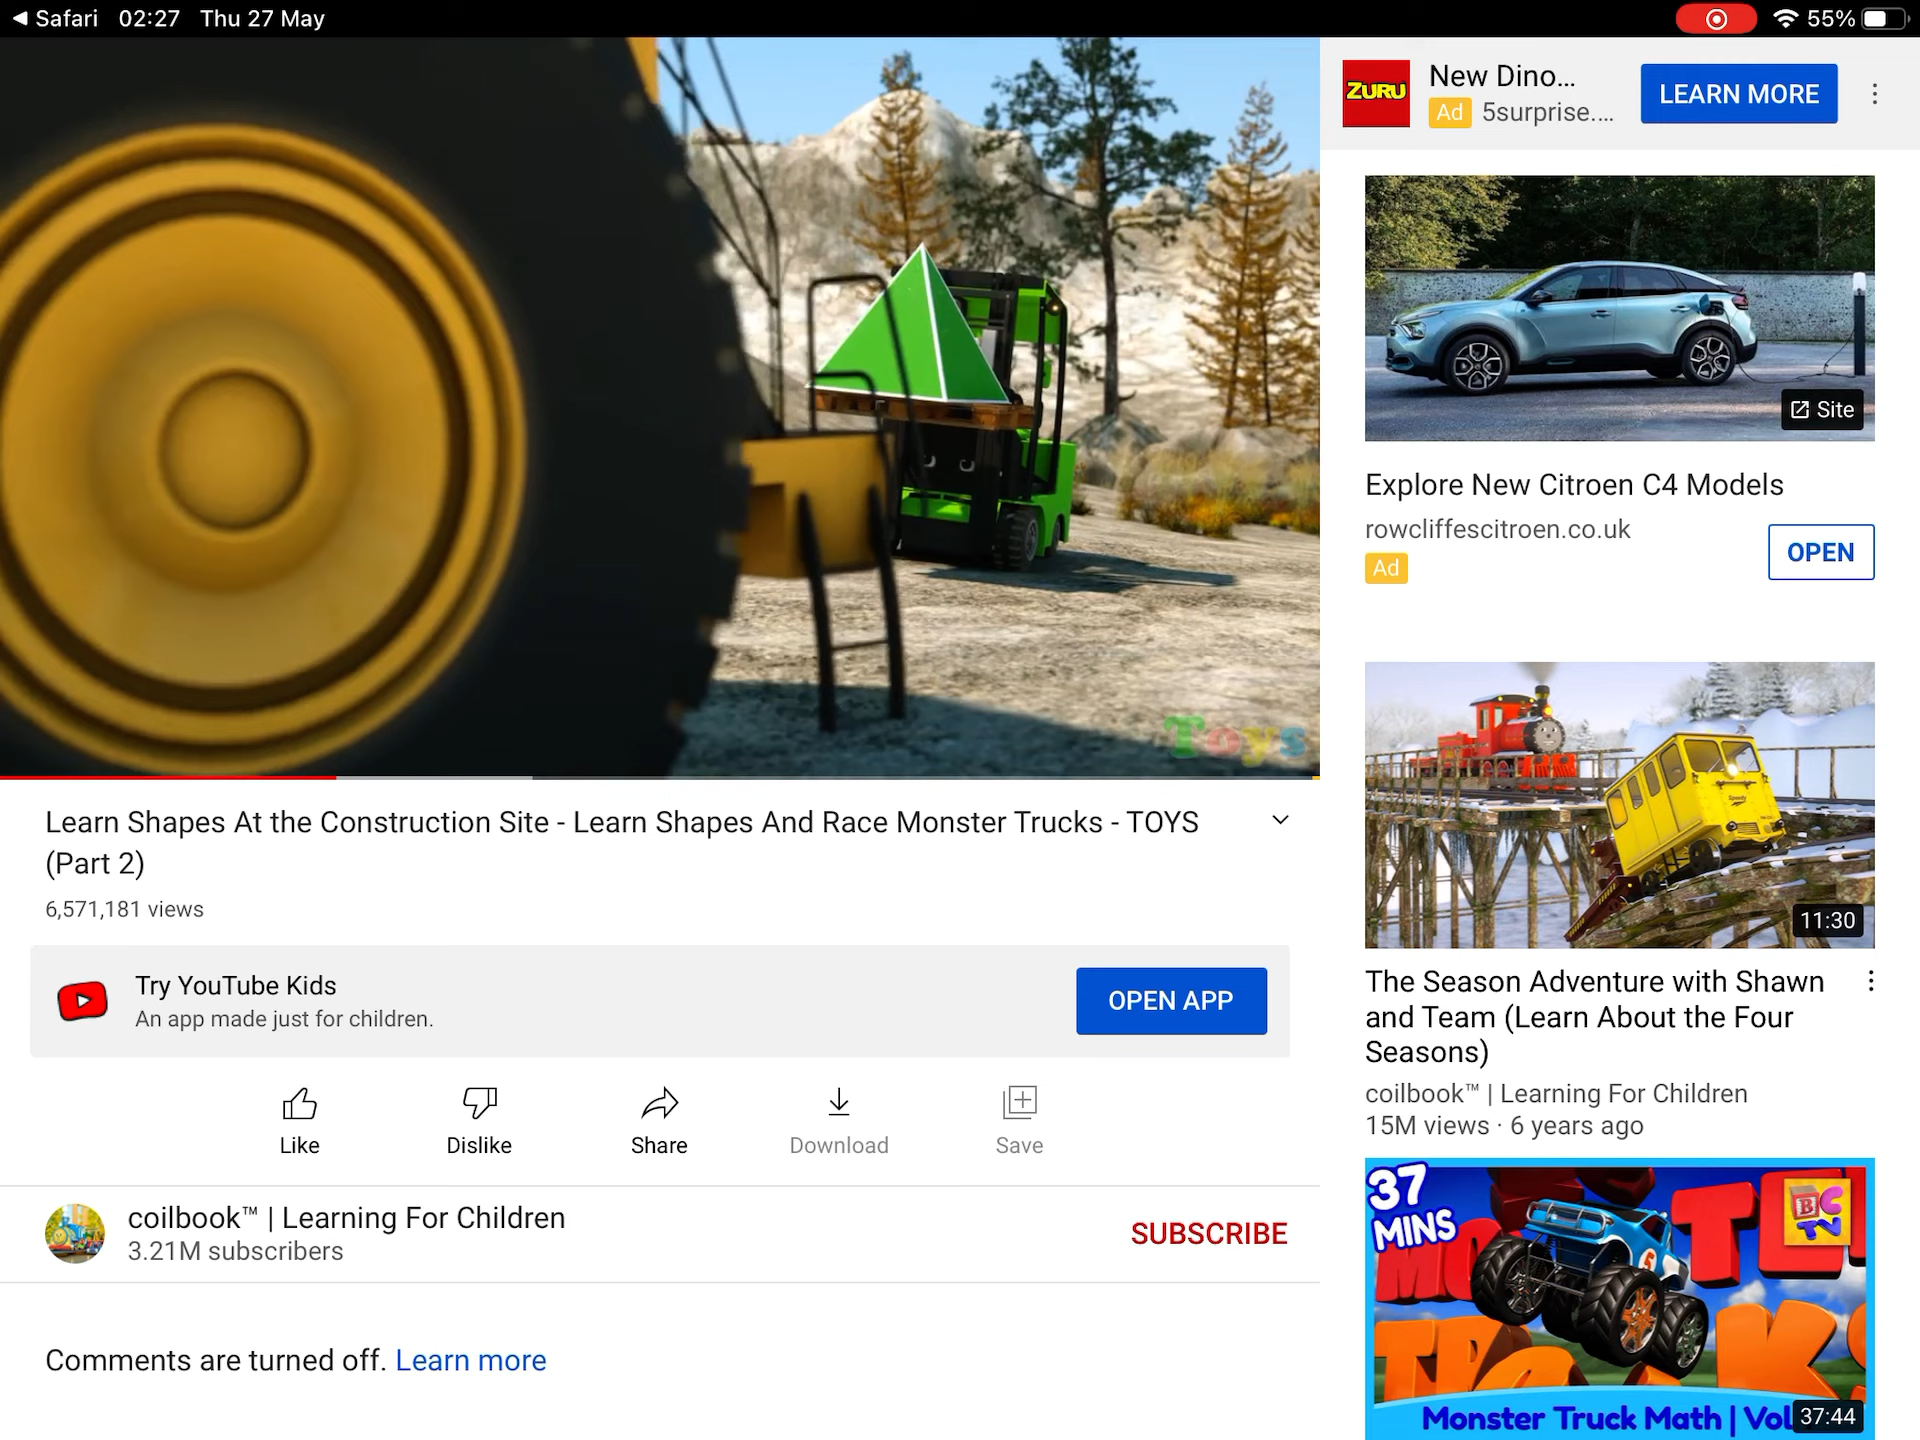 Safari 02:27 Thu 27 May
55%
ZURU
New Dino...
Ad 5surprise....
LEARN MORE
Site
Explore New Citroen C4 Models
rowcliffescitroen.co.uk
Ad
OPEN
Toys
Learn Shapes At the Construction Site - Learn Shapes And Race Monster Trucks - TOYS
(Part 2)
6,571,181 views
Try YouTube Kids
An app made just for children.
OPEN APP
Like
Dislike
Share
Download
Save
coilbook™ | Learning For Children
3.21M subscribers
SUBSCRIBE
Comments are turned off. Learn more
Speedy
11:30
The Season Adventure with Shawn
and Team (Learn About the Four
Seasons)
coilbook™ | Learning For Children
15M views · 6 years ago
37
MINS
BC
TV
5
Monster Truck Math | Vol
37:44